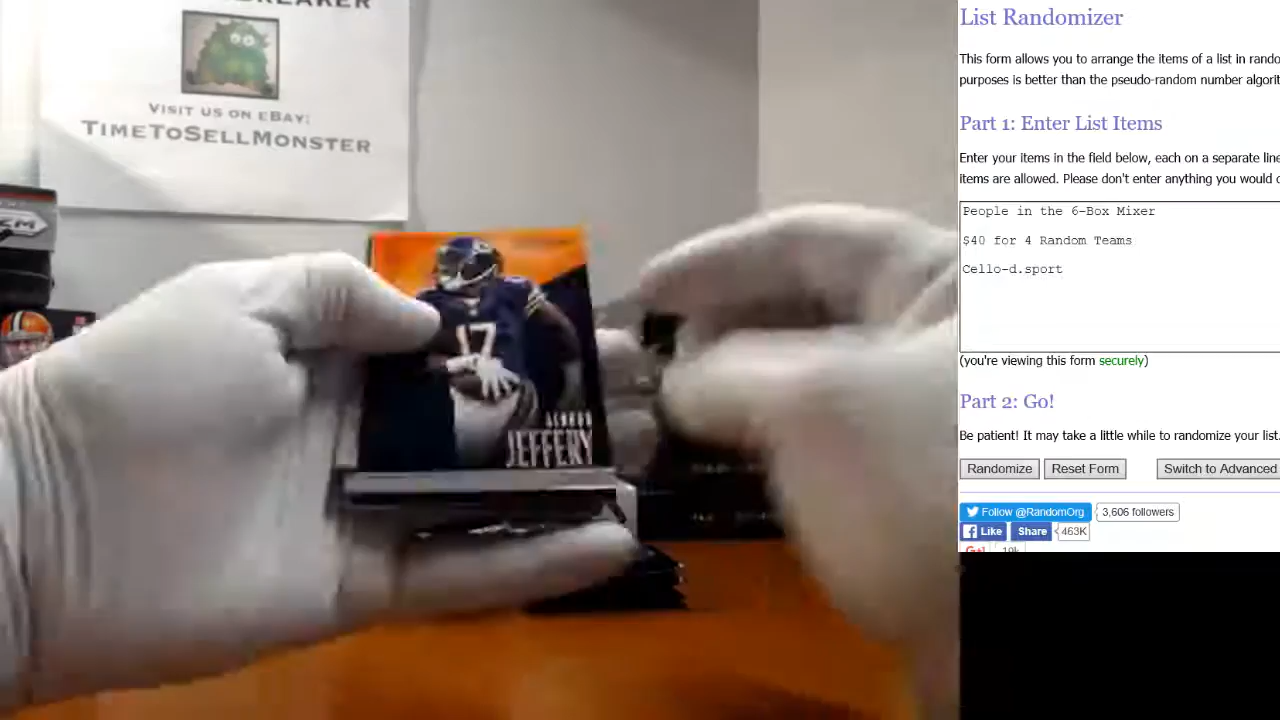 VISIT US ON EBAY:
TIMETOSELLMONSTER
17
JEFFERY
List Randomizer
This form allows you to arrange the items of a list in
purposes is better than the pseudo-random number
Part 1: Enter List Items
Enter your items in the field below, each on a separate
items are allowed. Please don't enter anything you would
People in the 6-Box Mixer
$40 for 4 Random Teams
Cello-d.sport
(you're viewing this form securely)
Part 2: Go!
Be patient! It may take a little while to randomize your list.
Randomize Reset Form Switch to Advanced
Follow @RandomOrg 3,606 followers
Like Share 463K